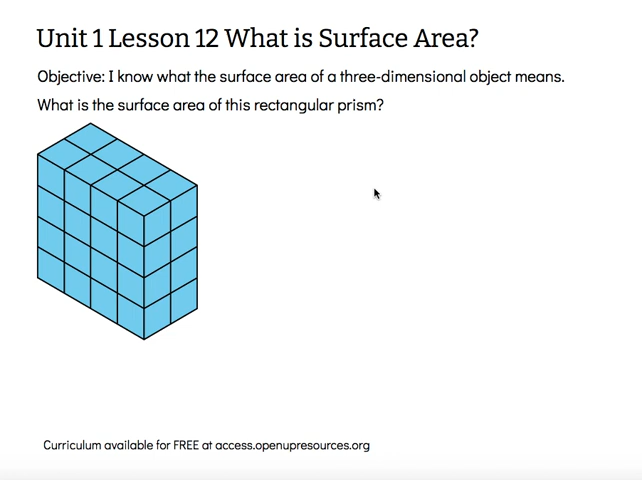 Unit 1 Lesson 12 What is Surface Area?
Objective: I know what the surface area of a three-dimensional object means.
What is the surface area of this rectangular prism?
Curriculum available for FREE at access.openupresources.org